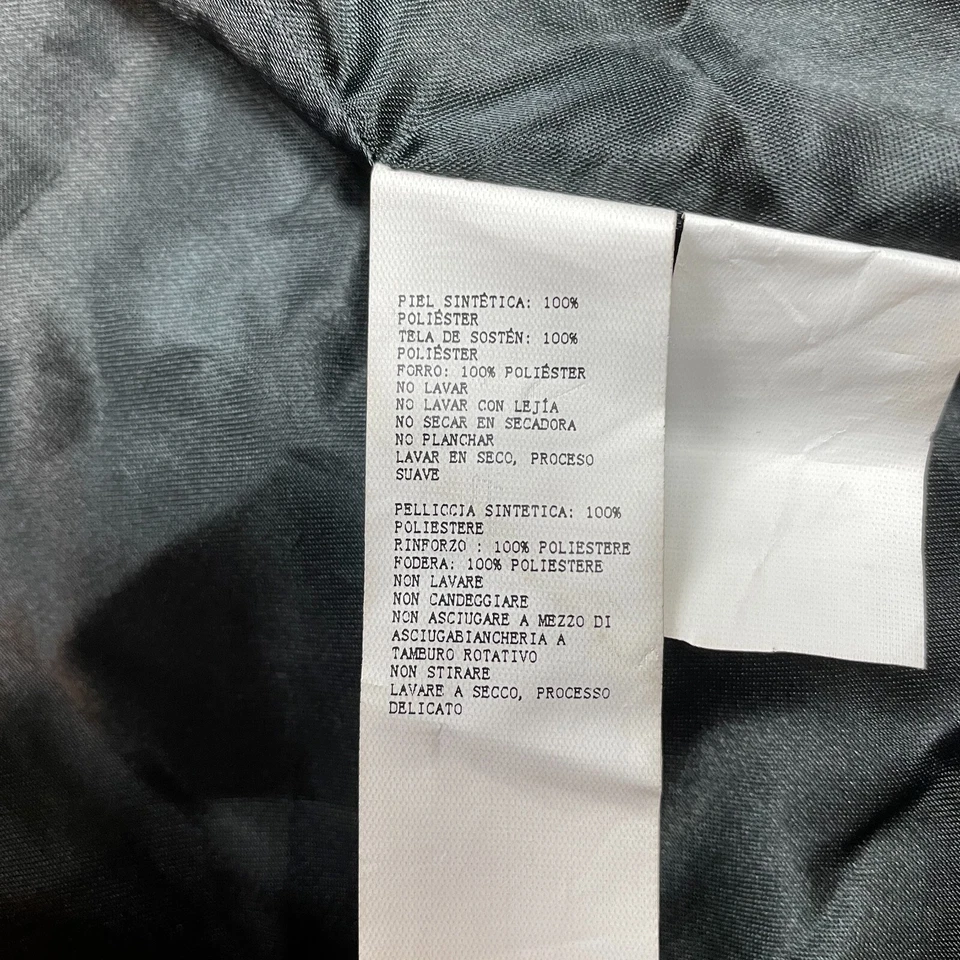 PIEL SINTÉTICA: 100%
POLIÉSTER
TELA DE SOSTÉN: 100%
POLIÉSTER
FORRO: 100% POLIÉSTER
NO LAVAR
NO LAVAR CON LEJÍA
NO SECAR EN SECADORA
NO PLANCHAR
LAVAR EN SECO, PROCESO
SUAVE
PELLICCIA SINTETICA: 100%
POLIESTERE
RINFORZO : 100% POLIESTERE
FODERA: 100% POLIESTERE
NON LAVARE
NON CANDEGGIARE
NON ASCIUGARE A MEZZO DI
ASCIUGABIANCHERIA A
TAMBURO ROTATIVO
NON STIRARE
LAVARE A SECCO, PROCESSO
DELICATO